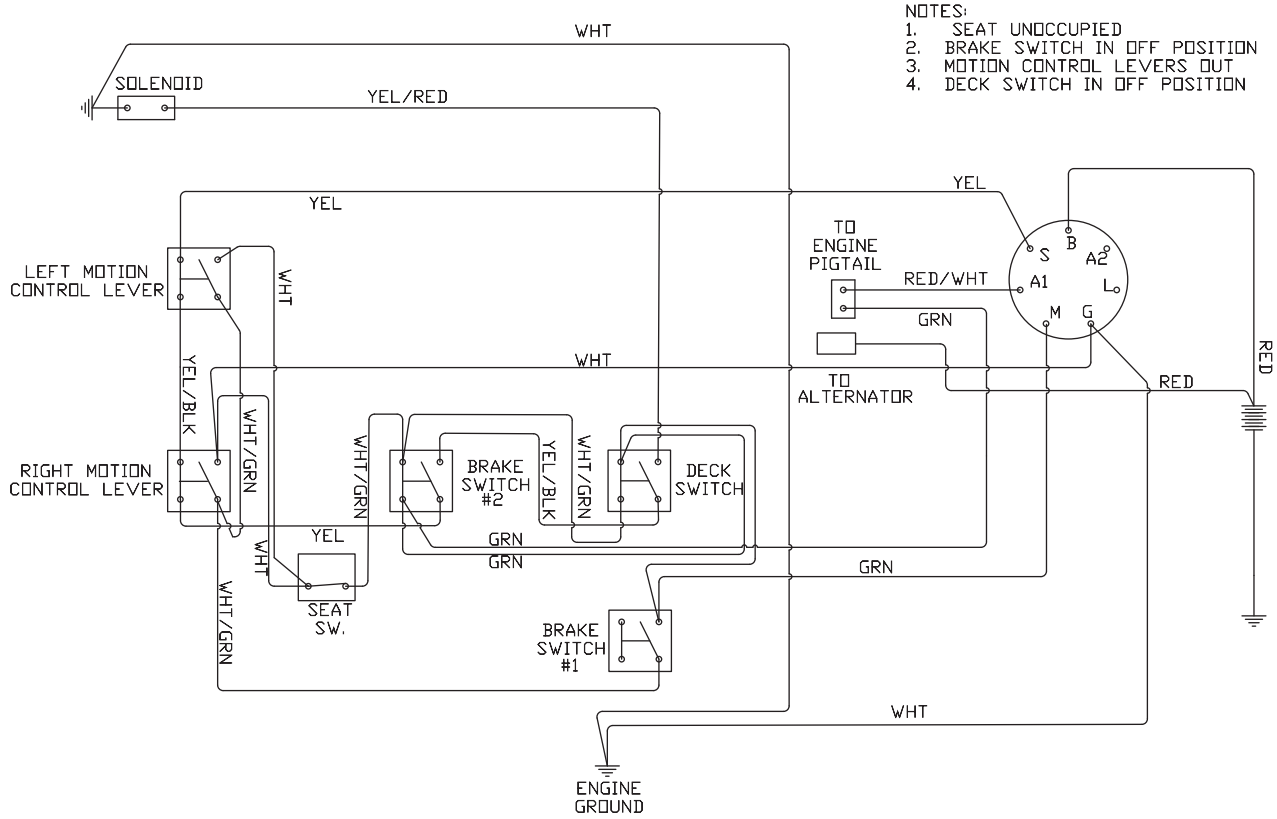 NOTES:
1. SEAT UNOCCUPIED
2. BRAKE SWITCH IN OFF POSITION
3. MOTION CONTROL LEVERS OUT
4. DECK SWITCH IN OFF POSITION
WHT
SOLENOID
YEL/RED
YEL
YEL
TO
ENGINE
PIGTAIL
B
S
A2
A1
L
M
G
RED/WHT
GRN
LEFT MOTION
CONTROL LEVER
WHT
YEL/BLK
WHT
TO
ALTERNATOR
RED
RED
RIGHT MOTION
CONTROL LEVER
WHT/GRN
WHT/GRN
BRAKE
SWITCH
#2
YEL/BLK
WHT/GRN
DECK
SWITCH
YEL
GRN
GRN
WHT
GRN
SEAT
SW.
WHT/GRN
BRAKE
SWITCH
#1
WHT
ENGINE
GROUND